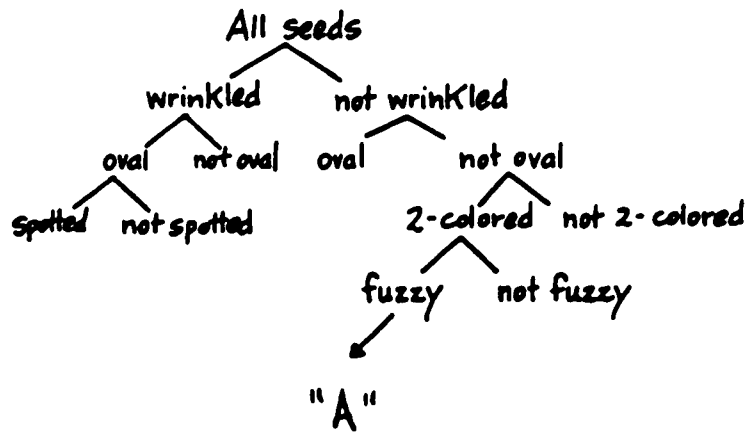 All seeds
wrinkled not wrinkled
oval not oval oval not oval
spotted not spotted 2-colored not 2-colored
fuzzy not fuzzy
"A"